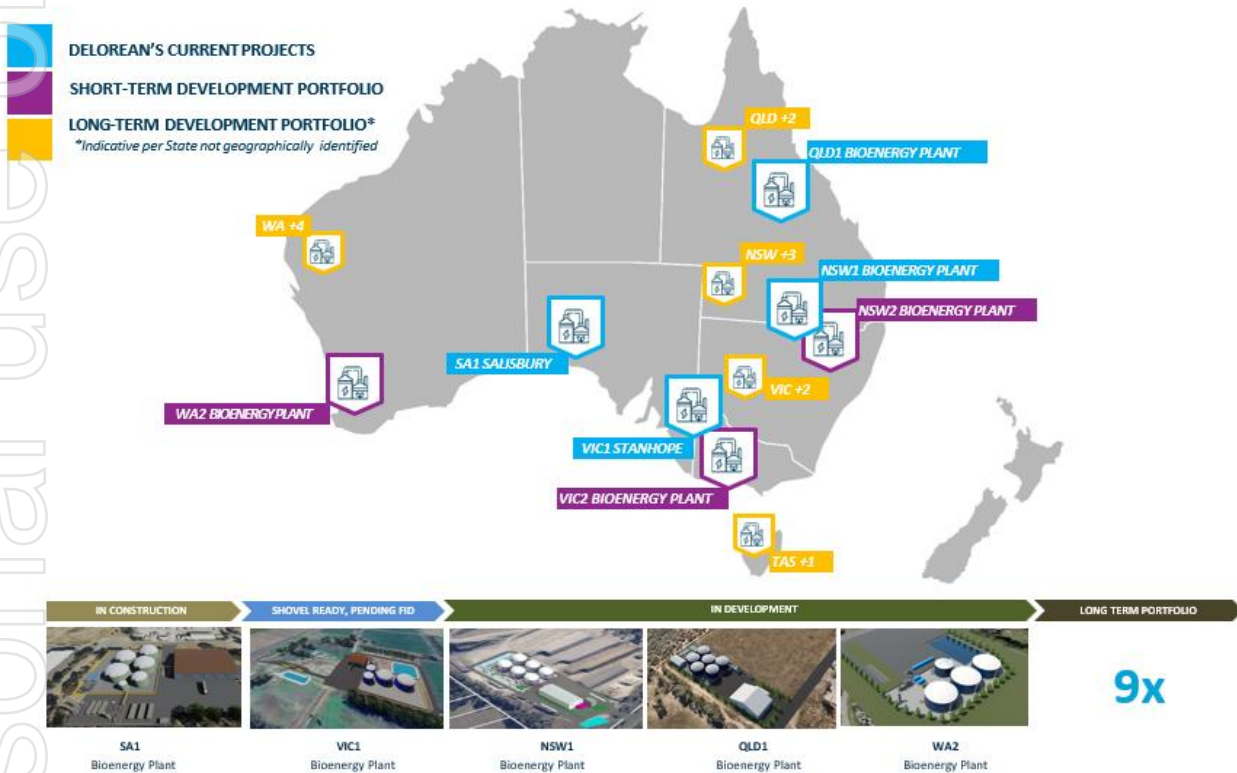 DELOREAN'S CURRENT PROJECTS
SHORT-TERM DEVELOPMENT PORTFOLIO
LONG-TERM DEVELOPMENT PORTFOLIO*
*Indicative per State not geographically identified
QLD +2
QLD1 BIOENERGY PLANT
WA +4
NSW +3
NSW1 BIOENERGY PLANT
NSW2 BIOENERGY PLANT
SA1 SALISBURY
VIC +2
WA2 BIOENERGY PLANT
VIC1 STANHOPE
VIC2 BIOENERGY PLANT
TAS +1
IN CONSTRUCTION
SHOVEL READY, PENDING FID
IN DEVELOPMENT
LONG TERM PORTFOLIO
9x
SA1
Bioenergy Plant
VIC1
Bioenergy Plant
NSW1
Bioenergy Plant
QLD1
Bioenergy Plant
WA2
Bioenergy Plant
sonal use